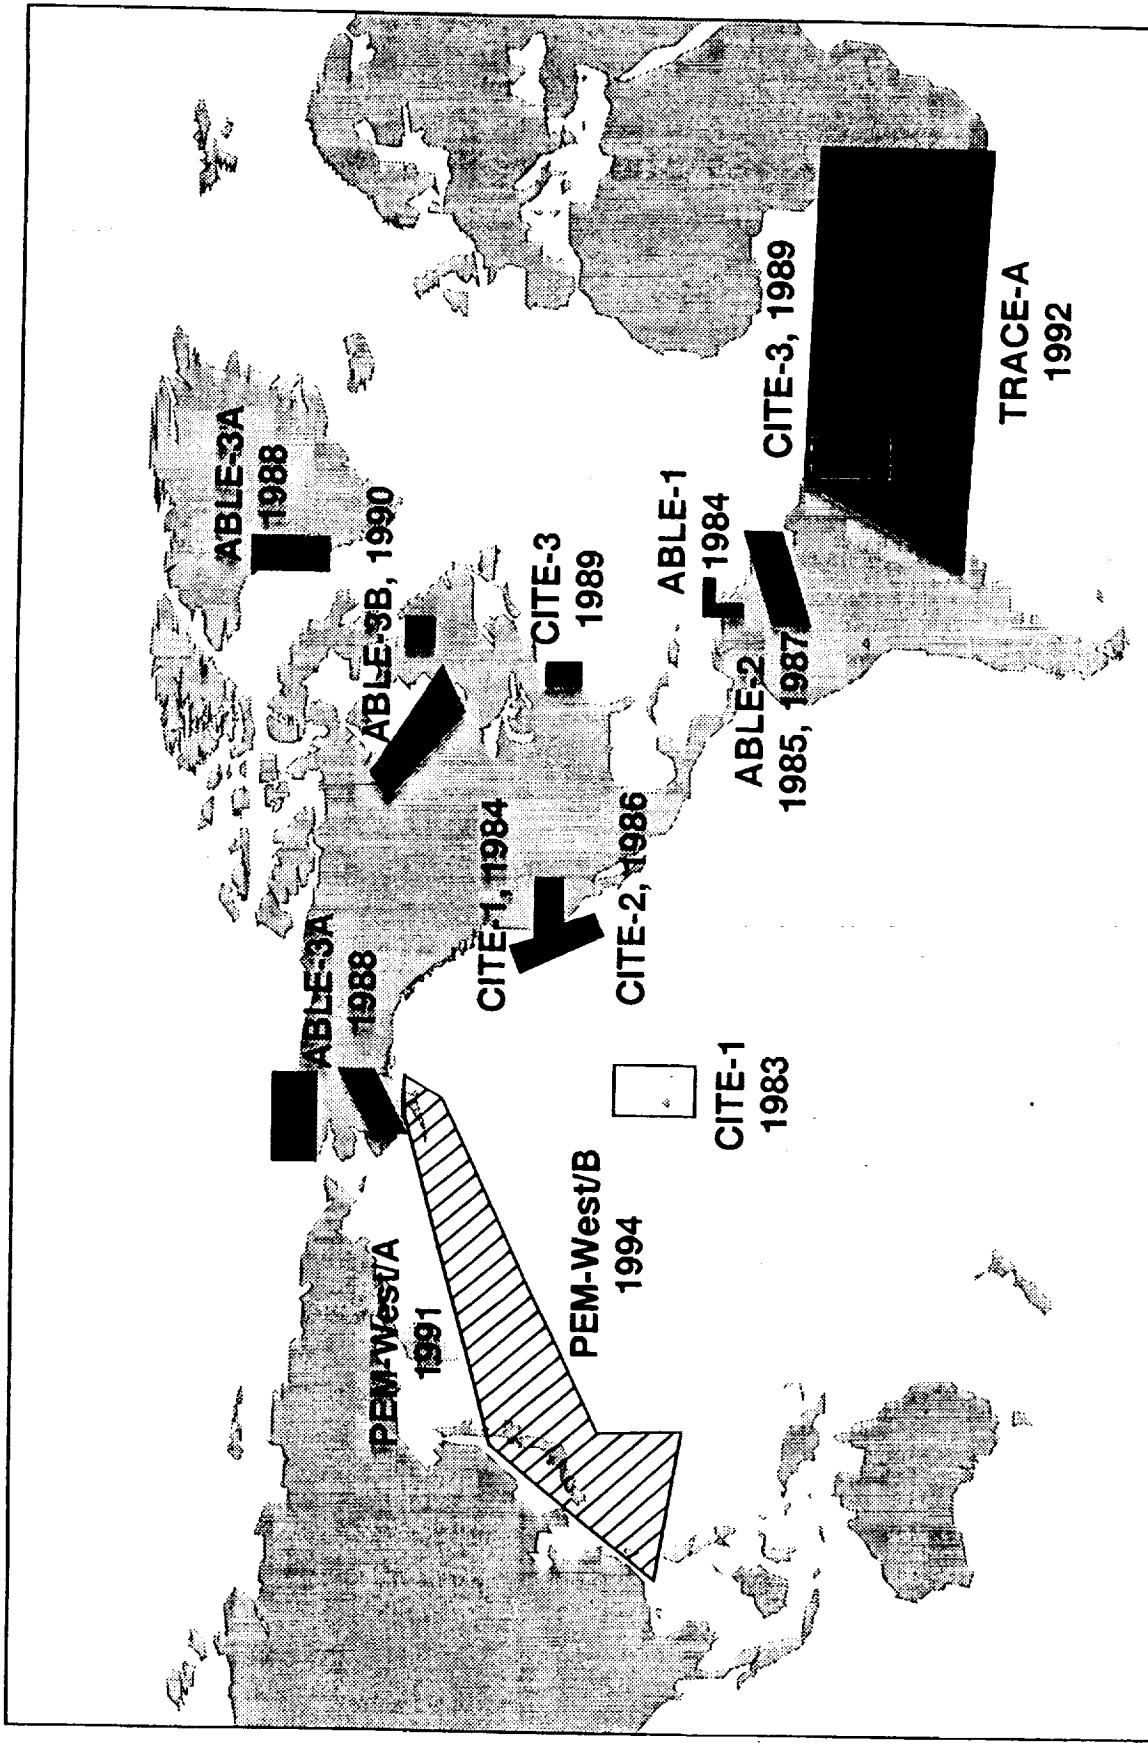 ABLE-3A
1988
ABLE-3A
1988
ABLE-3B, 1990
PEM-West/A
1991
CITE-1, 1984
CITE-3
1989
PEM-West/B
1994
CITE-2, 1986
CITE-1
1983
ABLE-1
1984
ABLE-2
1985, 1987
CITE-3, 1989
TRACE-A
1992